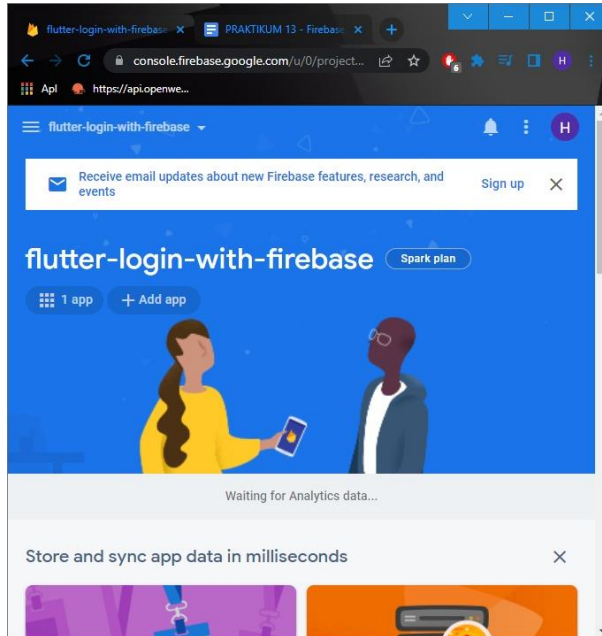 flutter-login-with-firebase
PRAKTIKUM 13 - Firebase
console.firebase.google.com/u/0/project...
6
H
Apl
https://api.openwe...
flutter-login-with-firebase
H
Receive email updates about new Firebase features, research, and
events
Sign up
flutter-login-with-firebase
Spark plan
1 app
+ Add app
Waiting for Analytics data...
Store and sync app data in milliseconds